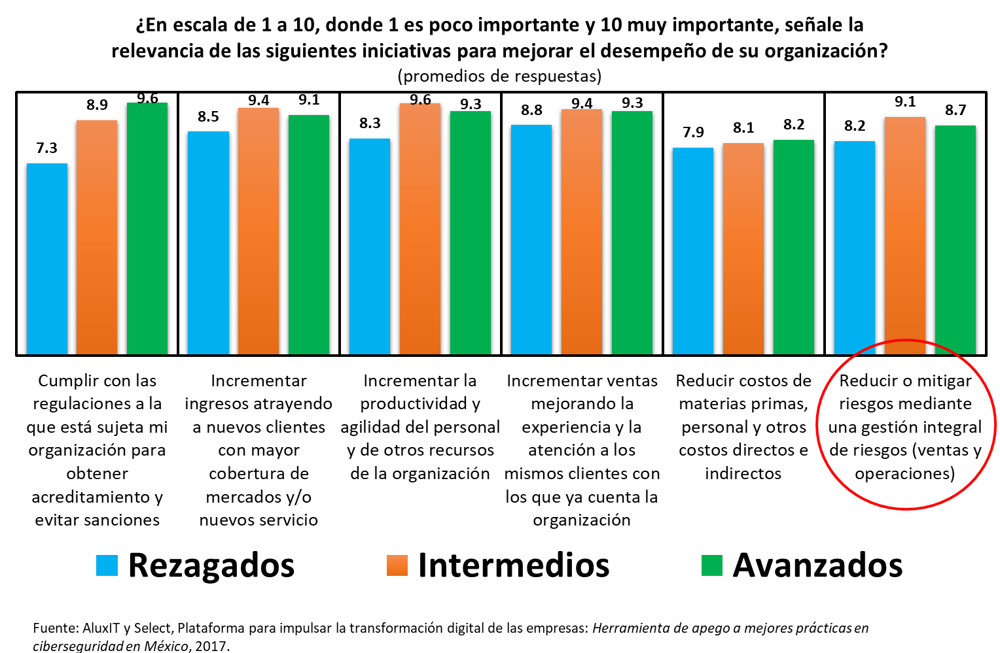 ¿En escala de 1 a 10, donde 1 es poco importante y 10 muy importante, señale la
relevancia de las siguientes iniciativas para mejorar el desempeño de su organización?
(promedios de respuestas)
7.3
8.9
9.6
8.5
9.4
9.1
8.3
9.6
9.3
8.8
9.4
9.3
7.9
8.1
8.2
8.2
9.1
8.7
Cumplir con las
regulaciones a la
que está sujeta mi
organización para
obtener
acreditamiento y
evitar sanciones
Incrementar
ingresos atrayendo
a nuevos clientes
con mayor
cobertura de
mercados y/o
nuevos servicio
Incrementar la
productividad y
agilidad del personal
y de otros recursos
de la organización
Incrementar ventas
mejorando la
experiencia y la
atención a los
mismos clientes con
los que ya cuenta la
organización
Reducir costos de
materias primas,
personal y otros
costos directos e
indirectos
Reducir o mitigar
riesgos mediante
una gestión integral
de riesgos (ventas y
operaciones)
Rezagados
Intermedios
Avanzados
Fuente: AluxIT y Select, Plataforma para impulsar la transformación digital de las empresas: Herramienta de apego a mejores prácticas en
ciberseguridad en México, 2017.